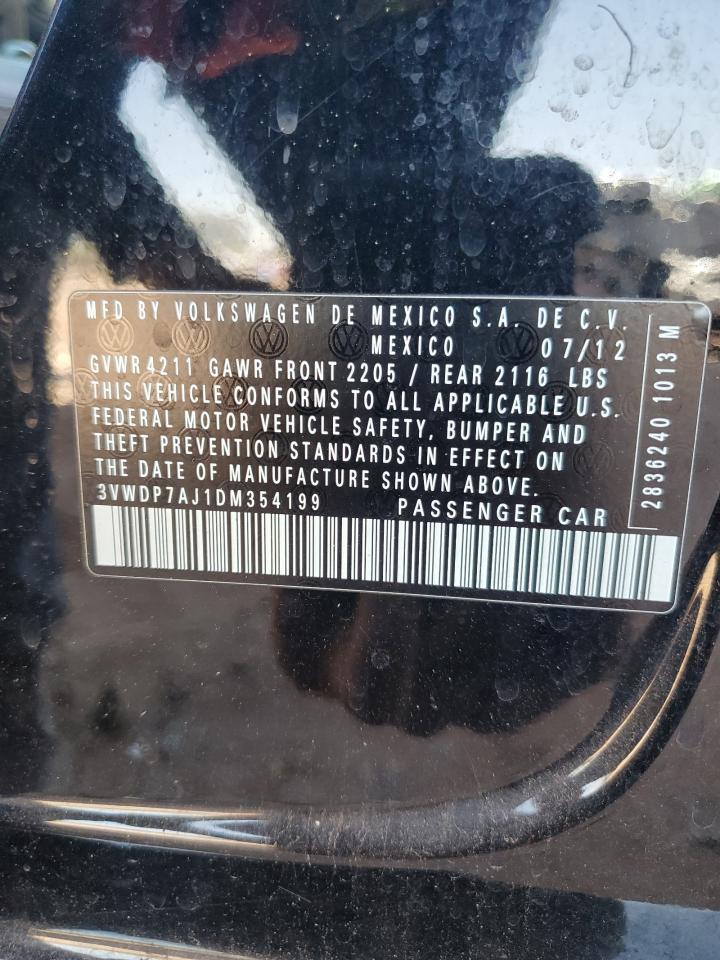 MFD BY VOLKSWAGEN DE MEXICO S.A. DE C.V.
MEXICO 07/12
GVWR 4211 GAWR FRONT 2205 / REAR 2116 LBS
THIS VEHICLE CONFORMS TO ALL APPLICABLE U.S.
FEDERAL MOTOR VEHICLE SAFETY, BUMPER AND
THEFT PREVENTION STANDARDS IN EFFECT ON
THE DATE OF MANUFACTURE SHOWN ABOVE.
3VWDP7AJ1DM354199 PASSENGER CAR
2836240 1013 M